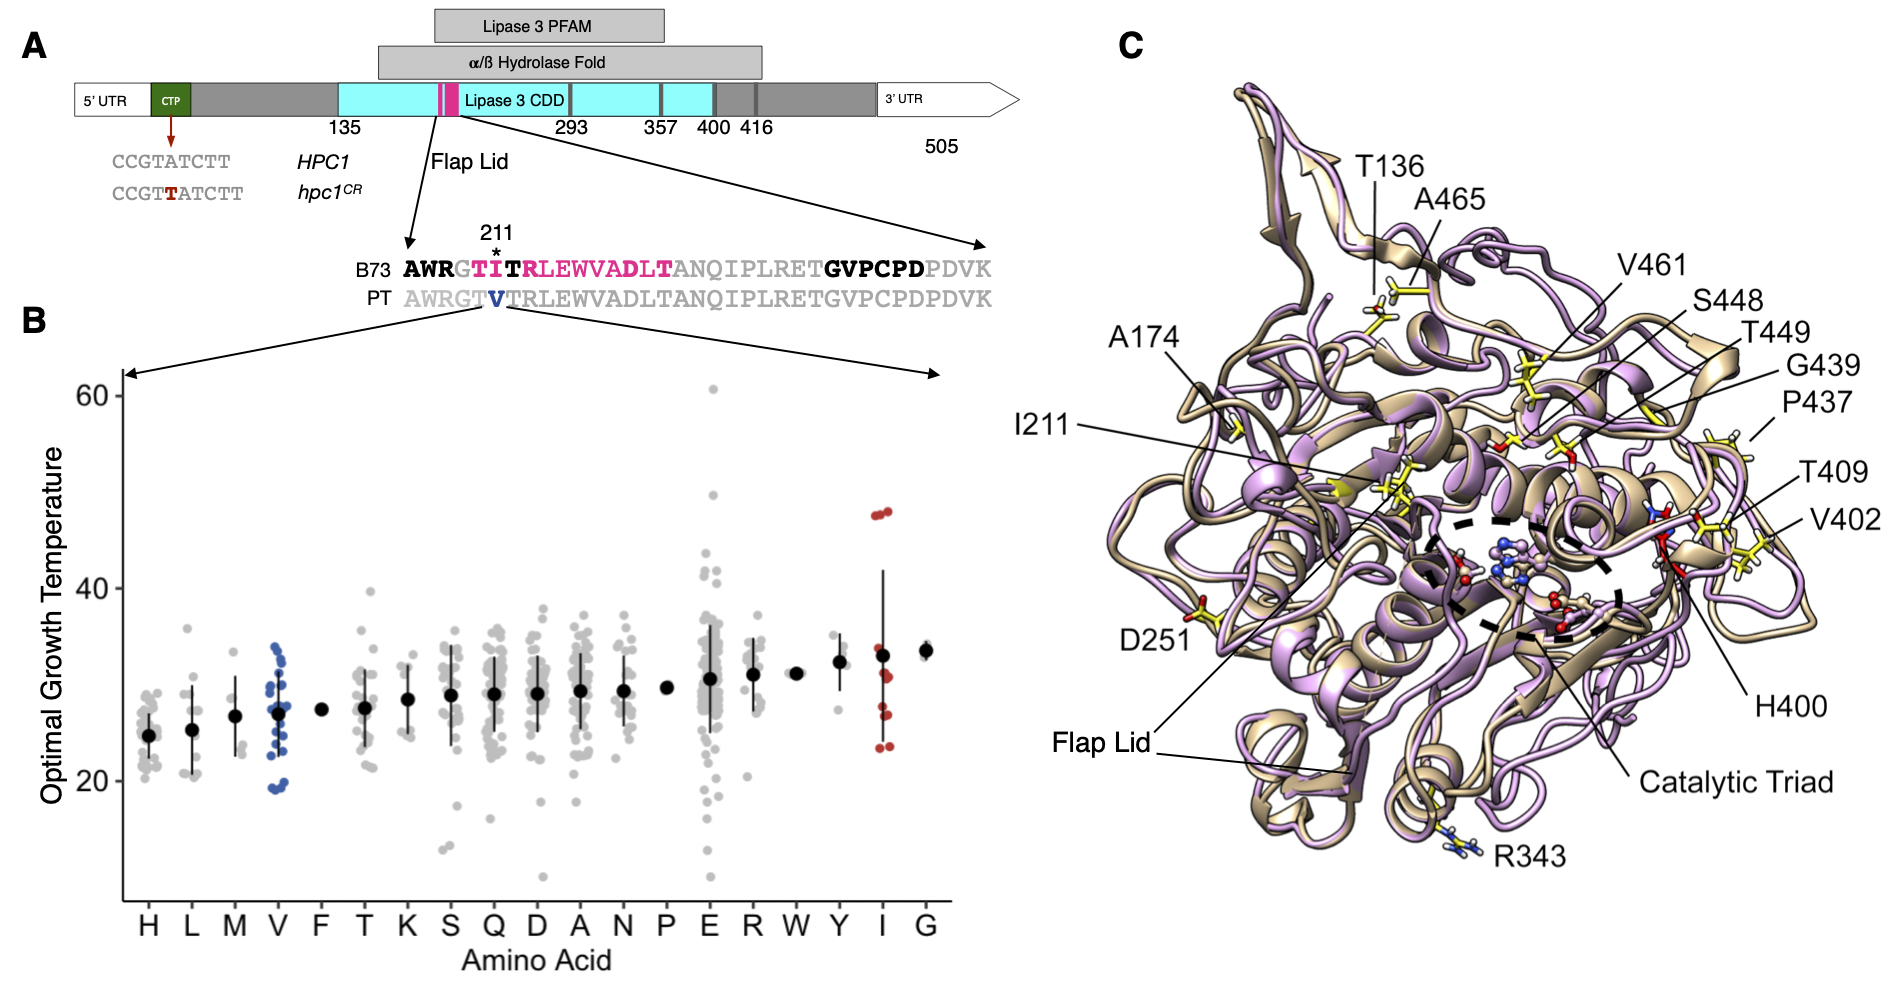 A
Lipase 3 PFAM
α/ß Hydrolase Fold
5' UTR
CTP
Lipase 3 CDD
3' UTR
135
293
357
400
416
505
CCGTATCTT
HPC1
Flap Lid
CCGTTATCTT
hpc1CR
211
*
B73
AWRGTITRLEWVADLTANQIPLRETGVPCPDPDVK
PT
AWRGTVTRLEWVADLTANQIPLRETGVPCPDPDVK
B
Optimal Growth Temperature
60
40
20
H L M V F T K S Q D A N P E R W Y I G
Amino Acid
C
T136
A465
V461
S448
T449
A174
G439
P437
I211
T409
V402
D251
H400
Flap Lid
Catalytic Triad
R343